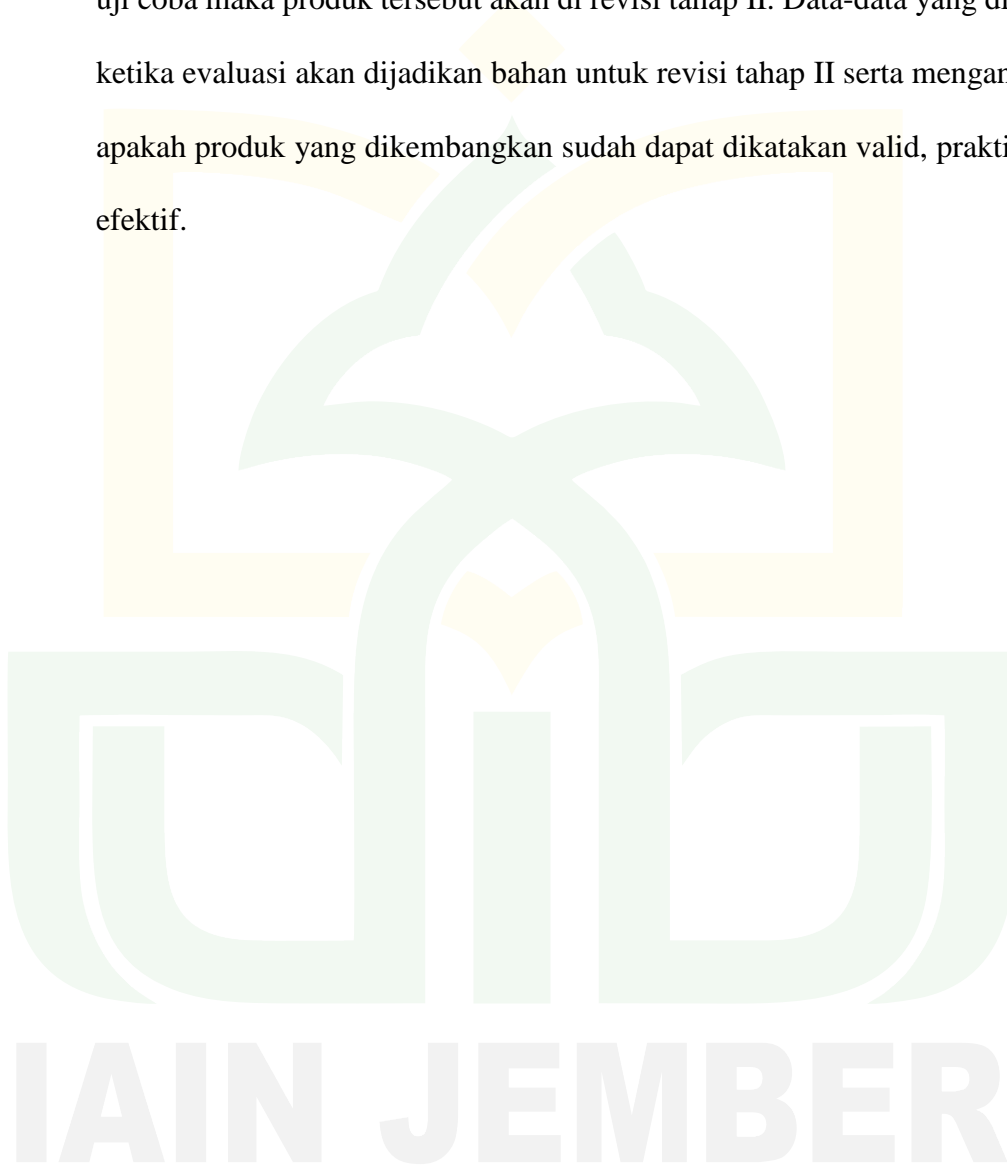 uji coba maka produk tersebut akan di revisi tahap II. Data-data yang
ketika evaluasi akan dijadikan bahan untuk revisi tahap II serta
apakah produk yang dikembangkan sudah dapat dikatakan valid,
efektif.
IAIN JEMBER